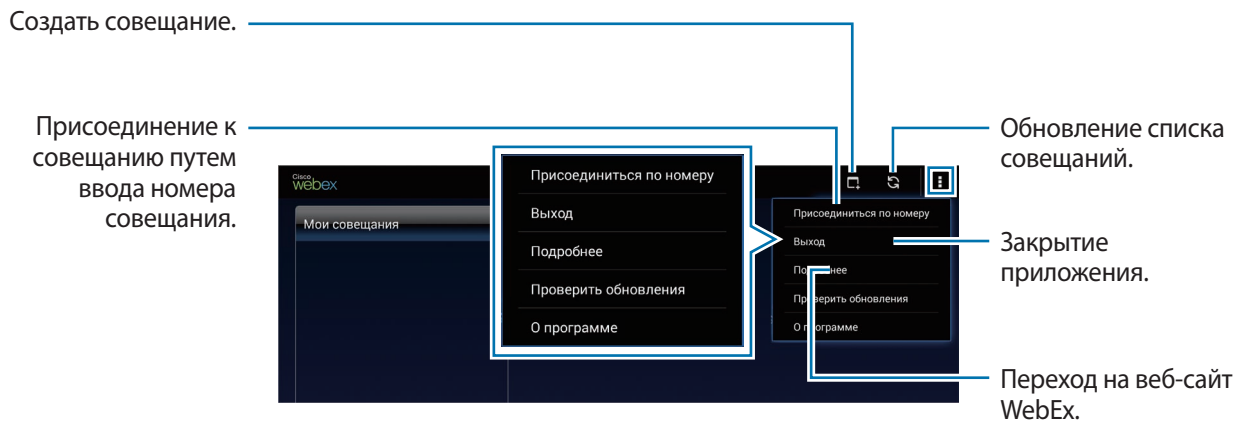 Создать совещание.
Присоединение к
совещанию путем
ввода номера
совещания.
Обновление списка
совещаний.
Закрытие
приложения.
Переход на веб-сайт
WebEx.
Cisco
webex
Мои совещания
Присоединиться по номеру
Выход
Подробнее
Проверить обновления
О программе
Присоединиться по номеру
Выход
Подробнее
Проверить обновления
О программе